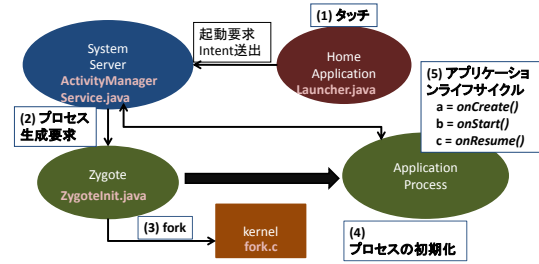 (1) タッチ
起動要求
Intent送出
System
Server
ActivityManager
Service.java
Home
Application
Launcher.java
(5) アプリケーショ
ンライフサイクル
a = onCreate()
b = onStart()
c = onResume()
(2) プロセス
生成要求
Zygote
ZygoteInit.java
Application
Process
(3) fork
kernel
fork.c
(4)
プロセスの初期化